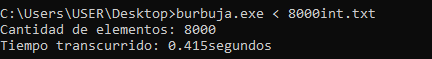 C:\Users\USER\Desktop>burbuja.exe < 8000int.txt
Cantidad de elementos: 8000
Tiempo transcurrido: 0.415segundos